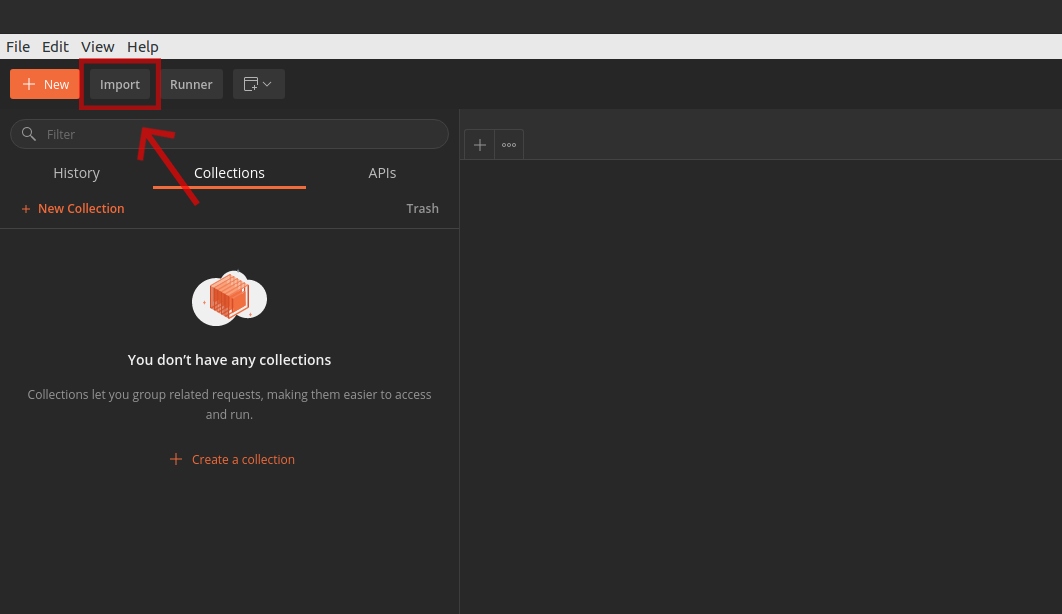 File Edit View Help
New Import Runner
Filter
History Collections APIs
New Collection Trash
You don’t have any collections
Collections let you group related requests, making them easier to access
and run.
Create a collection